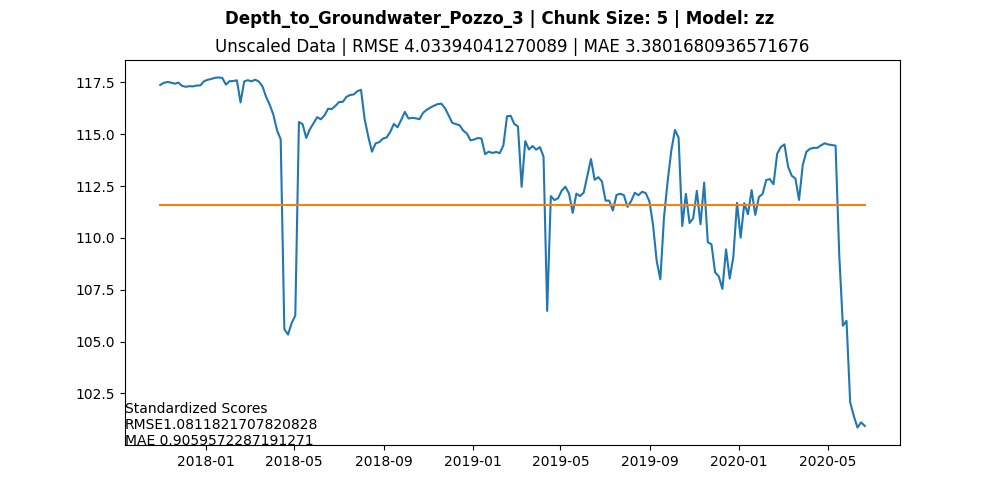 Depth_to_Groundwater_Pozzo_3 | Chunk Size: 5 | Model: zz
Unscaled Data | RMSE 4.03394041270089 | MAE 3.3801680936571676
117.5
115.0
112.5
110.0
107.5
105.0
102.5
Standardized Scores
RMSE1.0811821707820828
MAE 0.9059572287191271
2018-01 2018-05 2018-09 2019-01 2019-05 2019-09 2020-01 2020-05